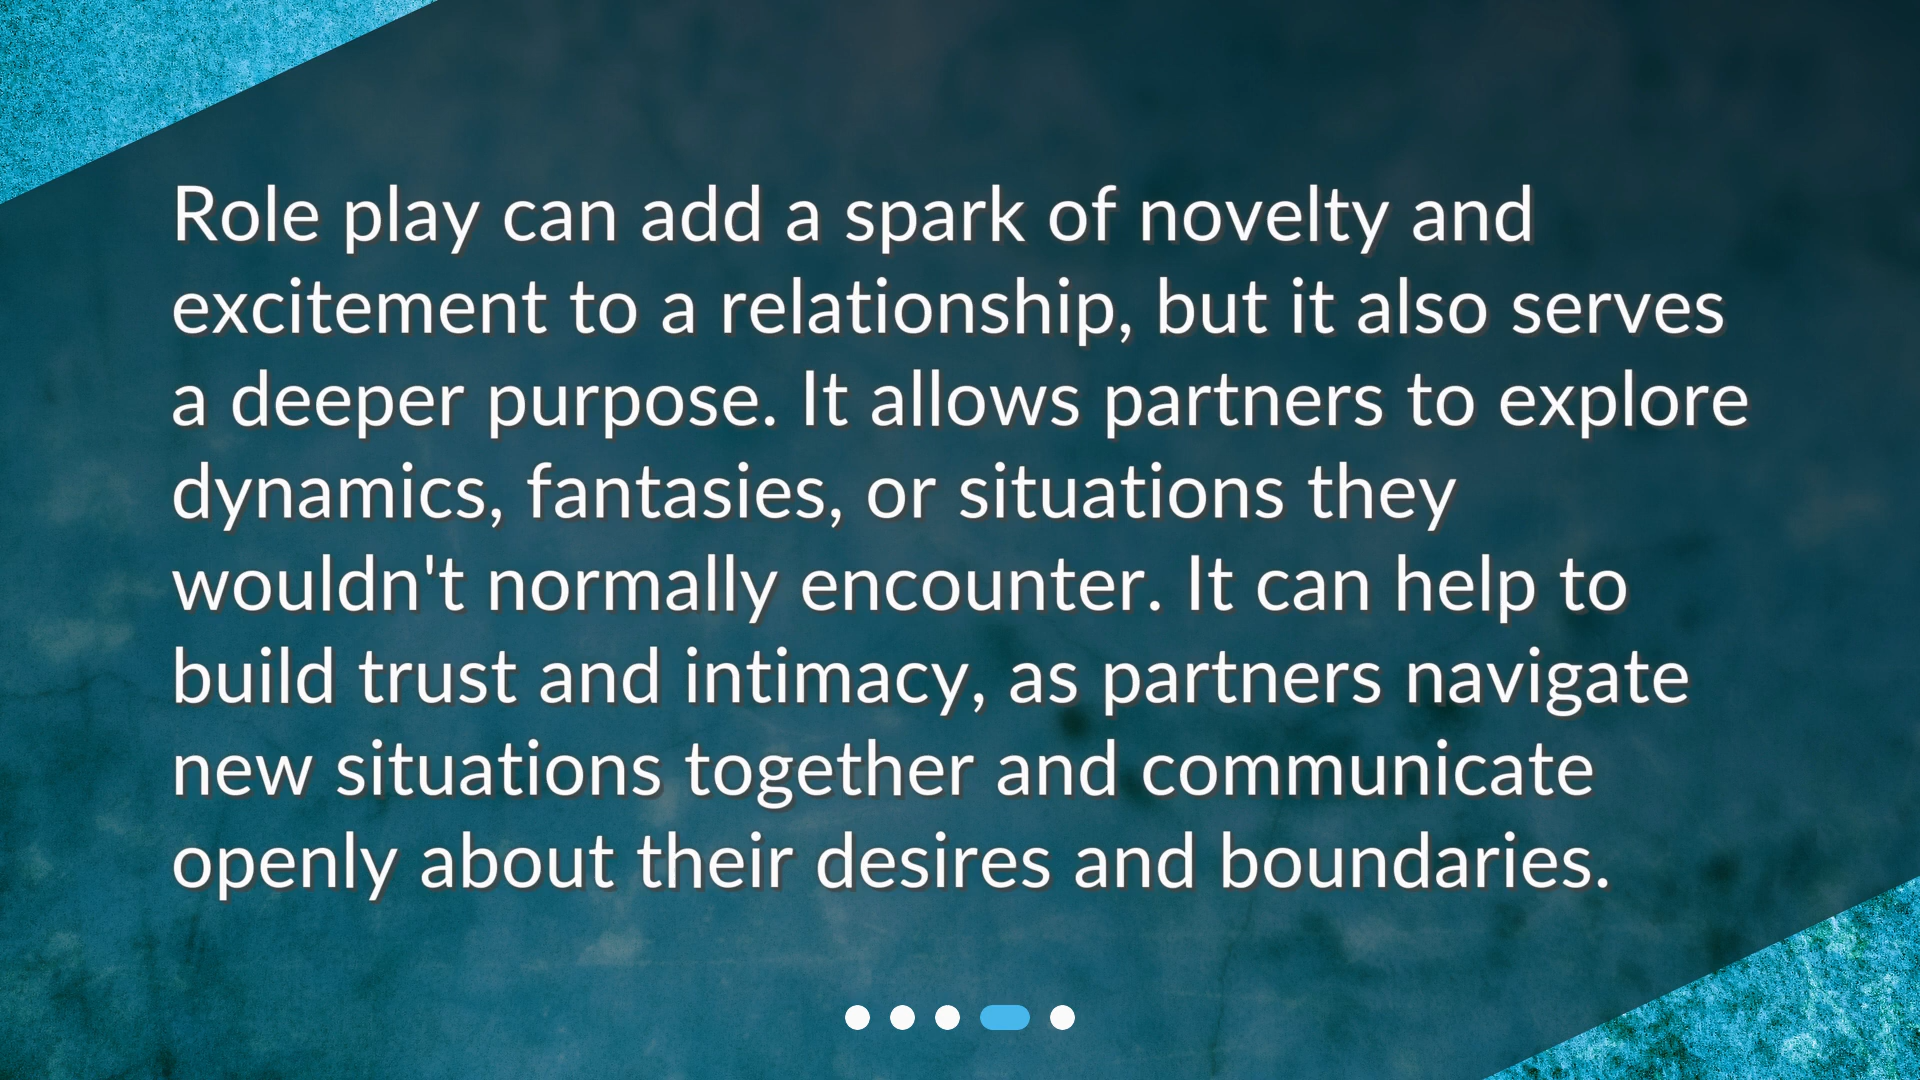 Role play can add a spark of novelty and
excitement to a relationship, but it also serves
a deeper purpose. It allows partners to explore
dynamics, fantasies, or situations they
wouldn't normally encounter. It can help to
build trust and intimacy, as partners navigate
new situations together and communicate
openly about their desires and boundaries.